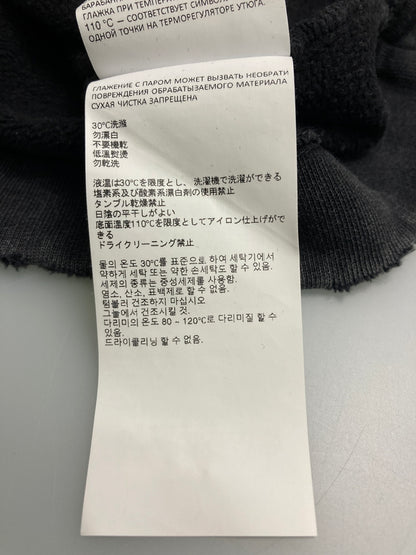 БАРАБАННАЯ
ГЛАЖКА ПРИ ТЕМПЕРА
110 °C — СООТВЕТСТВУЕТ СИМВОЛ
ОДНОЙ ТОЧКИ НА ТЕРМОРЕГУЛЯТОРЕ УТЮГА.
ГЛАЖЕНИЕ С ПАРОМ МОЖЕТ ВЫЗВАТЬ НЕОБРАТИ
ПОВРЕЖДЕНИЯ ОБРАБАТЫВАЕМОГО МАТЕРИАЛА
СУХАЯ ЧИСТКА ЗАПРЕЩЕНА
30℃洗滌
勿漂白
不要機乾
低溫熨燙
勿乾洗
液温は30℃を限度とし、洗濯機で洗濯ができる
塩素系及び酸素系漂白剤の使用禁止
タンブル乾燥禁止
日陰の平干しがよい
底面温度110℃を限度としてアイロン仕上げがで
きる
ドライクリーニング禁止
물의 온도 30℃를 표준으로 하여 세탁기에서
약하게 세탁 또는 약한 손세탁도 할 수 있음.
세제의 종류는 중성세제를 사용함.
염소, 산소, 표백제로 할 수 없음.
텀블러 건조하지 마십시오
그늘에서 건조시킬 것.
다리미의 온도 80 ~ 120℃로 다리미질 할 수
있음.
드라이클리닝 할 수 없음.